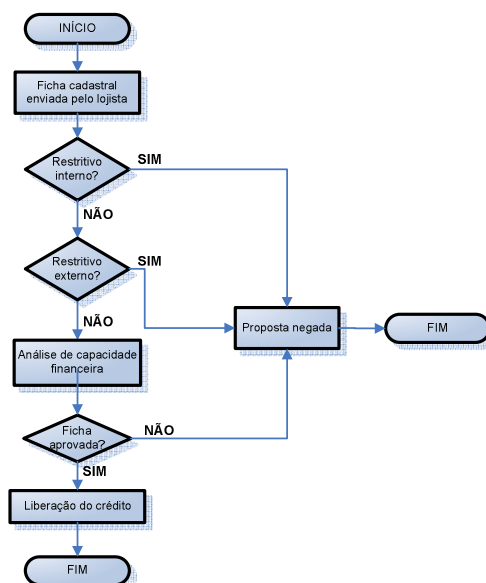 INÍCIO
Ficha cadastral
enviada pelo lojista
Restritivo
interno?
SIM
NÃO
Restritivo
externo?
SIM
NÃO
Proposta negada
FIM
Análise de capacidade
financeira
Ficha
aprovada?
NÃO
SIM
Liberação do crédito
FIM